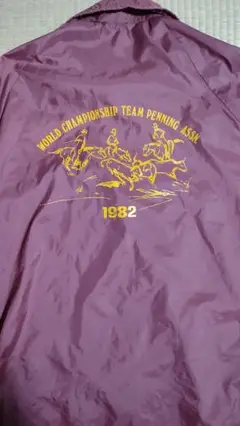 WORLD CHAMPIONSHIP TEAM PENNING ASSN.
1982